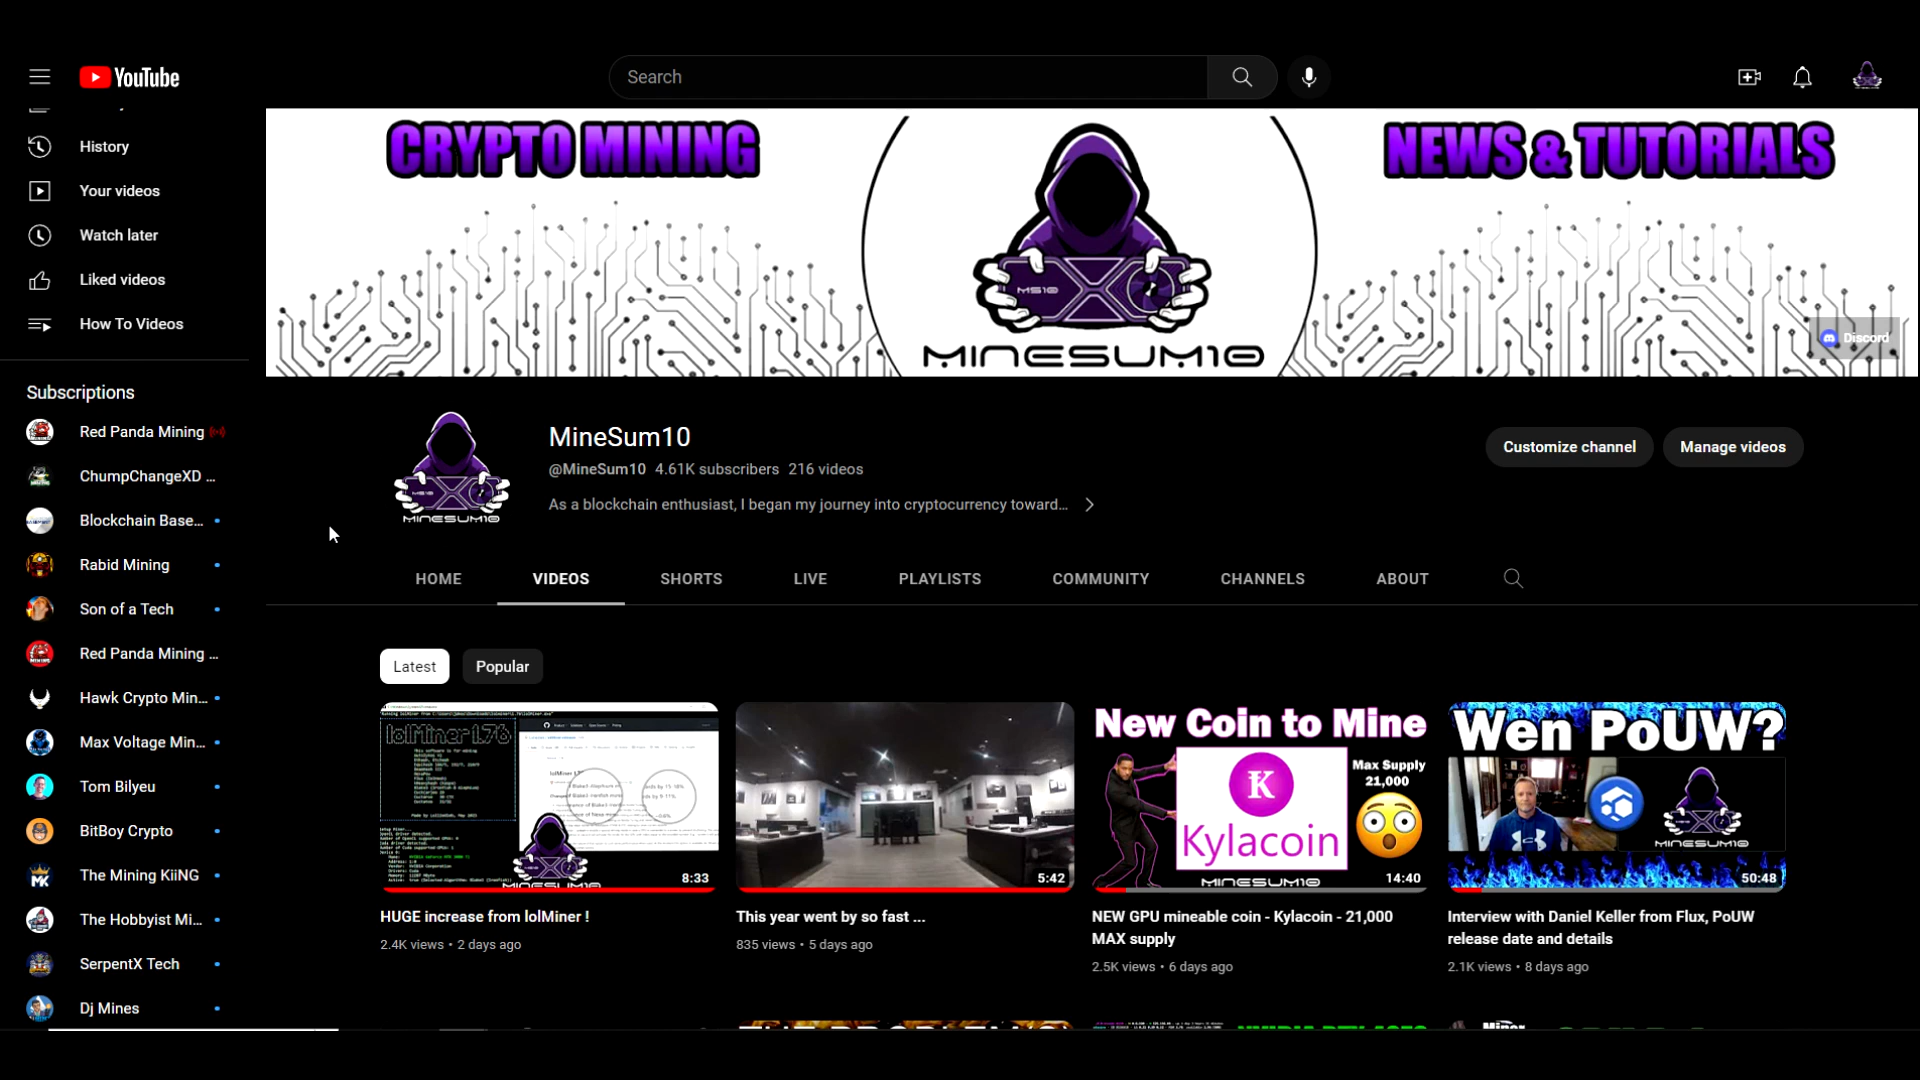 YouTube
Search
CRYPTO MINING
NEWS & TUTORIALS
MS10
MINESUM10
Discord
History
Your videos
Watch later
Liked videos
How To Videos
Subscriptions
Red Panda Mining
ChumpChangeXD ...
Blockchain Base...
Rabid Mining
Son of a Tech
Red Panda Mining ...
Hawk Crypto Min...
Max Voltage Min...
Tom Bilyeu
BitBoy Crypto
The Mining KiiNG
The Hobbyist Mi...
SerpentX Tech
Dj Mines
MS10
MINESUM10
MineSum10
@MineSum10 4.61K subscribers 216 videos
As a blockchain enthusiast, I began my journey into cryptocurrency toward...
Customize channel
Manage videos
HOME
VIDEOS
SHORTS
LIVE
PLAYLISTS
COMMUNITY
CHANNELS
ABOUT
Latest
Popular
lolMiner 1.76
8:33
HUGE increase from lolMiner !
2.4K views • 2 days ago
5:42
This year went by so fast ...
835 views • 5 days ago
New Coin to Mine
Max Supply
21,000
Kylacoin
MINESUM10
14:40
NEW GPU mineable coin - Kylacoin - 21,000
MAX supply
2.5K views • 6 days ago
Wen PoUW?
MINESUM10
50:48
Interview with Daniel Keller from Flux, PoUW
release date and details
2.1K views • 8 days ago